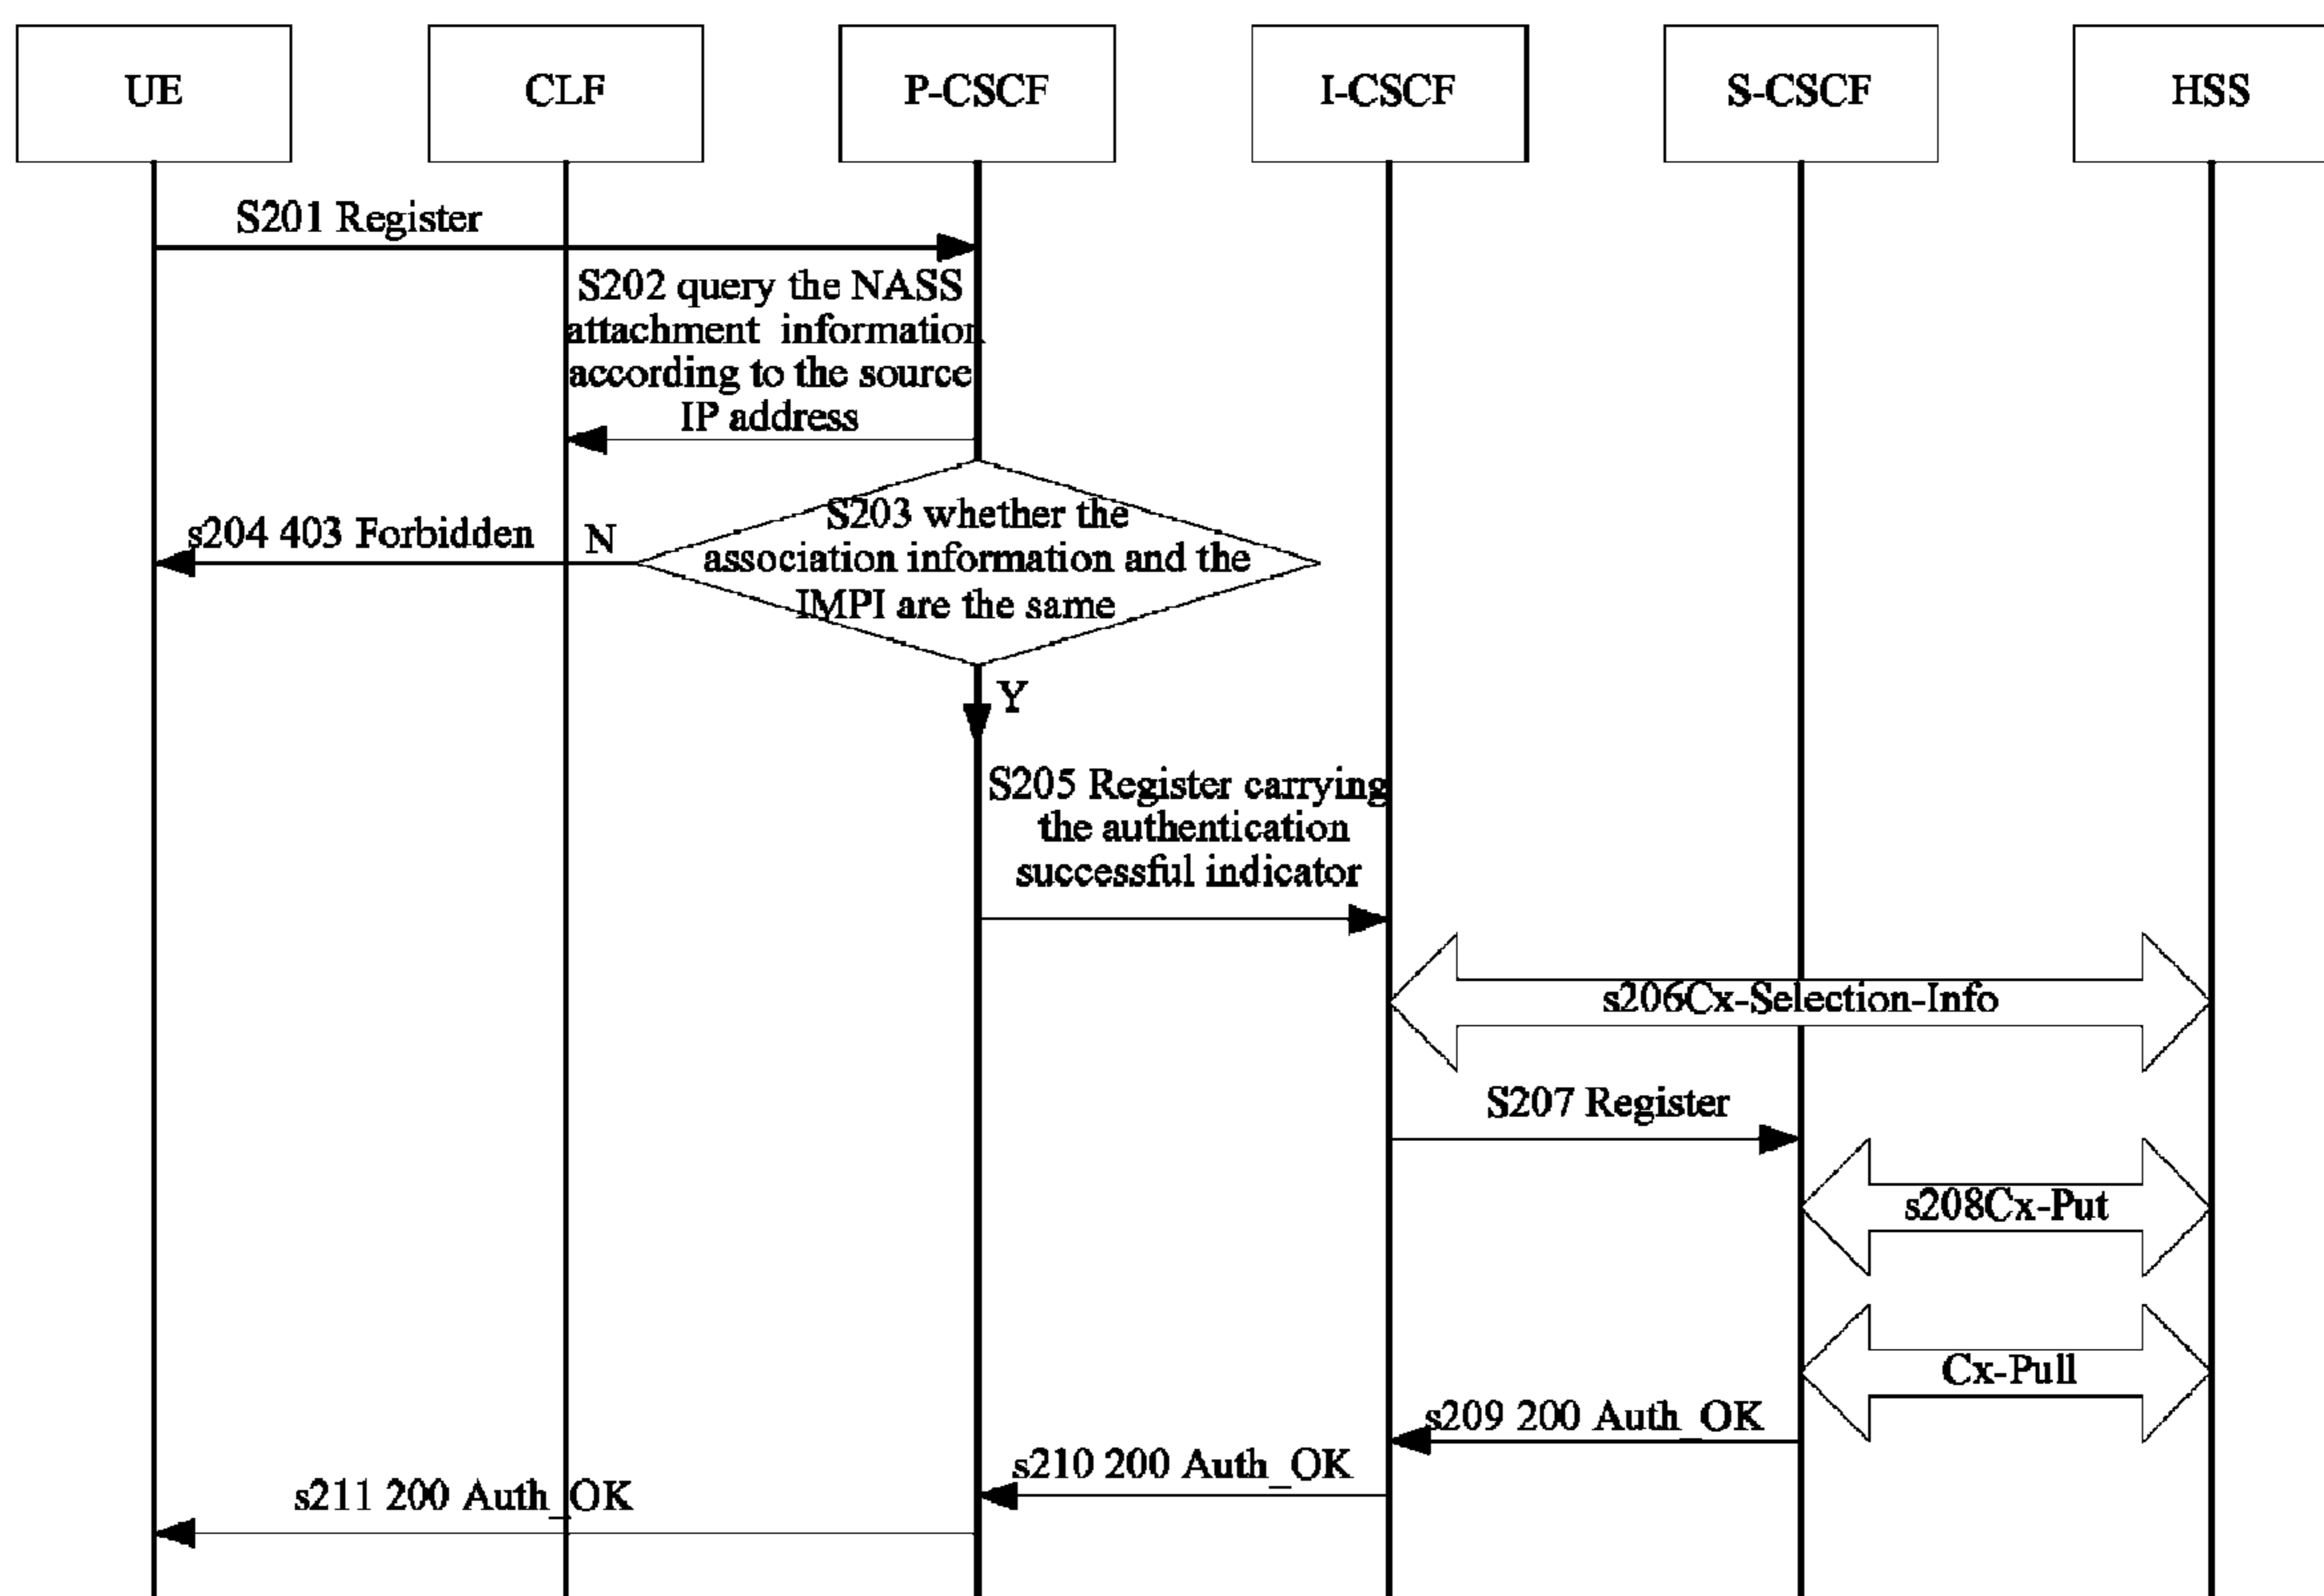 UE
CLF
P-CSCF
I-CSCF
S-CSCF
HSS
S201 Register
S202 query the NASS
attachment information
according to the source
IP address
S203 whether the
association information and the
IMPI are the same
s204 403 Forbidden
N
Y
S205 Register carrying
the authentication
successful indicator
s206Cx-Selection-Info
S207 Register
s208Cx-Put
Cx-Pull
s209 200 Auth_OK
s210 200 Auth_OK
s211 200 Auth_OK